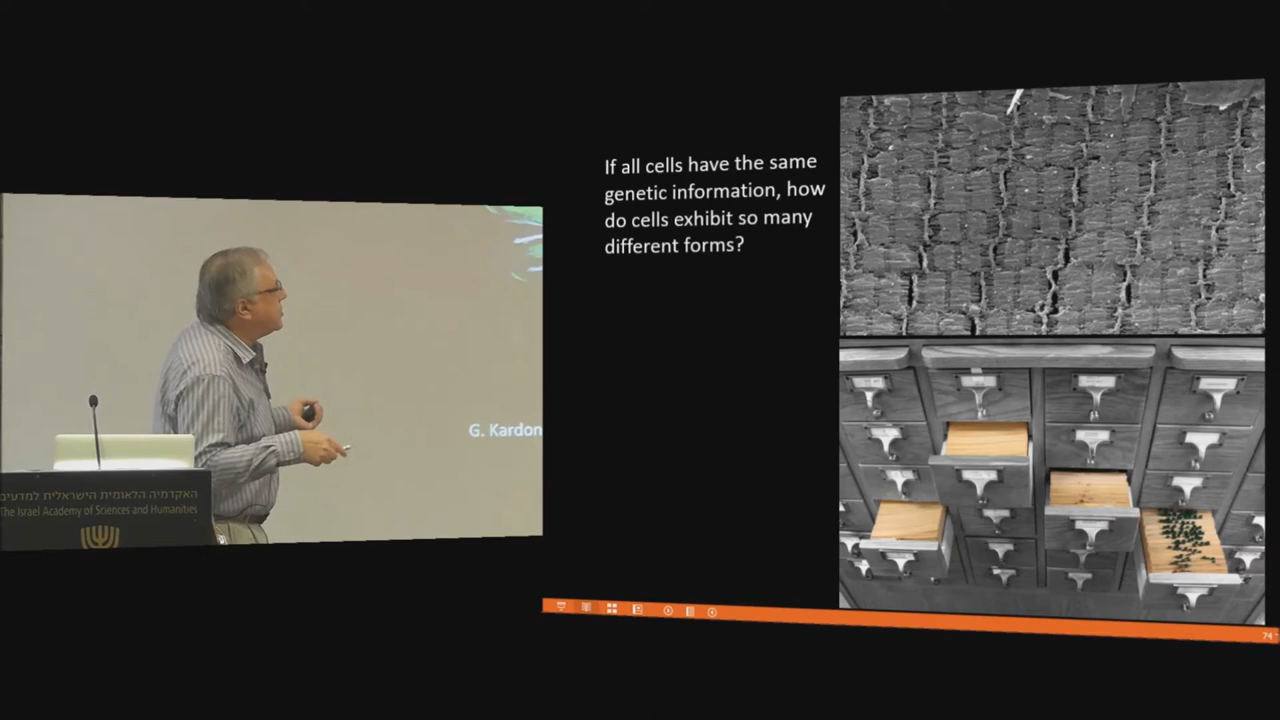 If all cells have the same
genetic information, how
do cells exhibit so many
different forms?
G. Kardon
האקדמיה הלאומית הישראלית למדעים
The Israel Academy of Sciences and Humanities
74